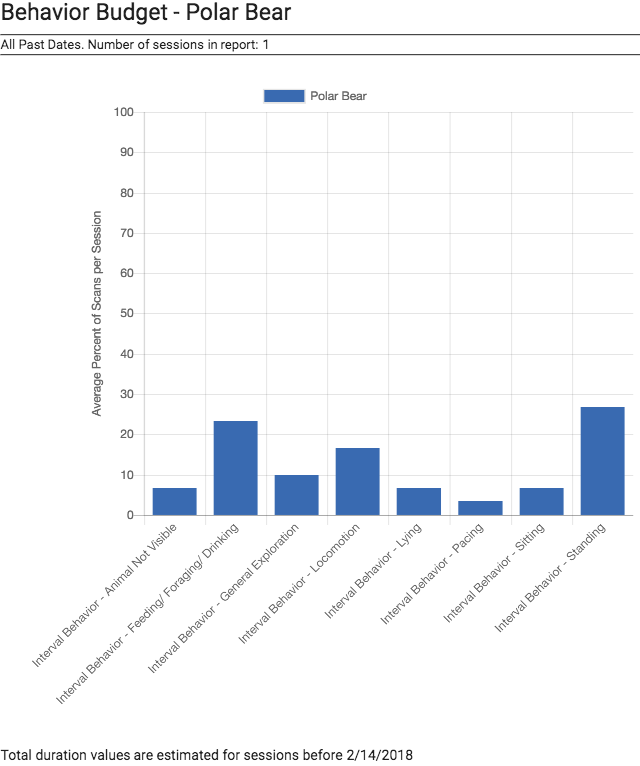 Behavior Budget - Polar Bear
All Past Dates. Number of sessions in report: 1
Polar Bear
Average Percent of Scans per Session
100
90
80
70
60
50
40
30
20
10
0
Interval Behavior - Animal Not Visible
Interval Behavior - Feeding/ Foraging/ Drinking
Interval Behavior - General Exploration
Interval Behavior - Locomotion
Interval Behavior - Lying
Interval Behavior - Pacing
Interval Behavior - Sitting
Interval Behavior - Standing
Total duration values are estimated for sessions before 2/14/2018